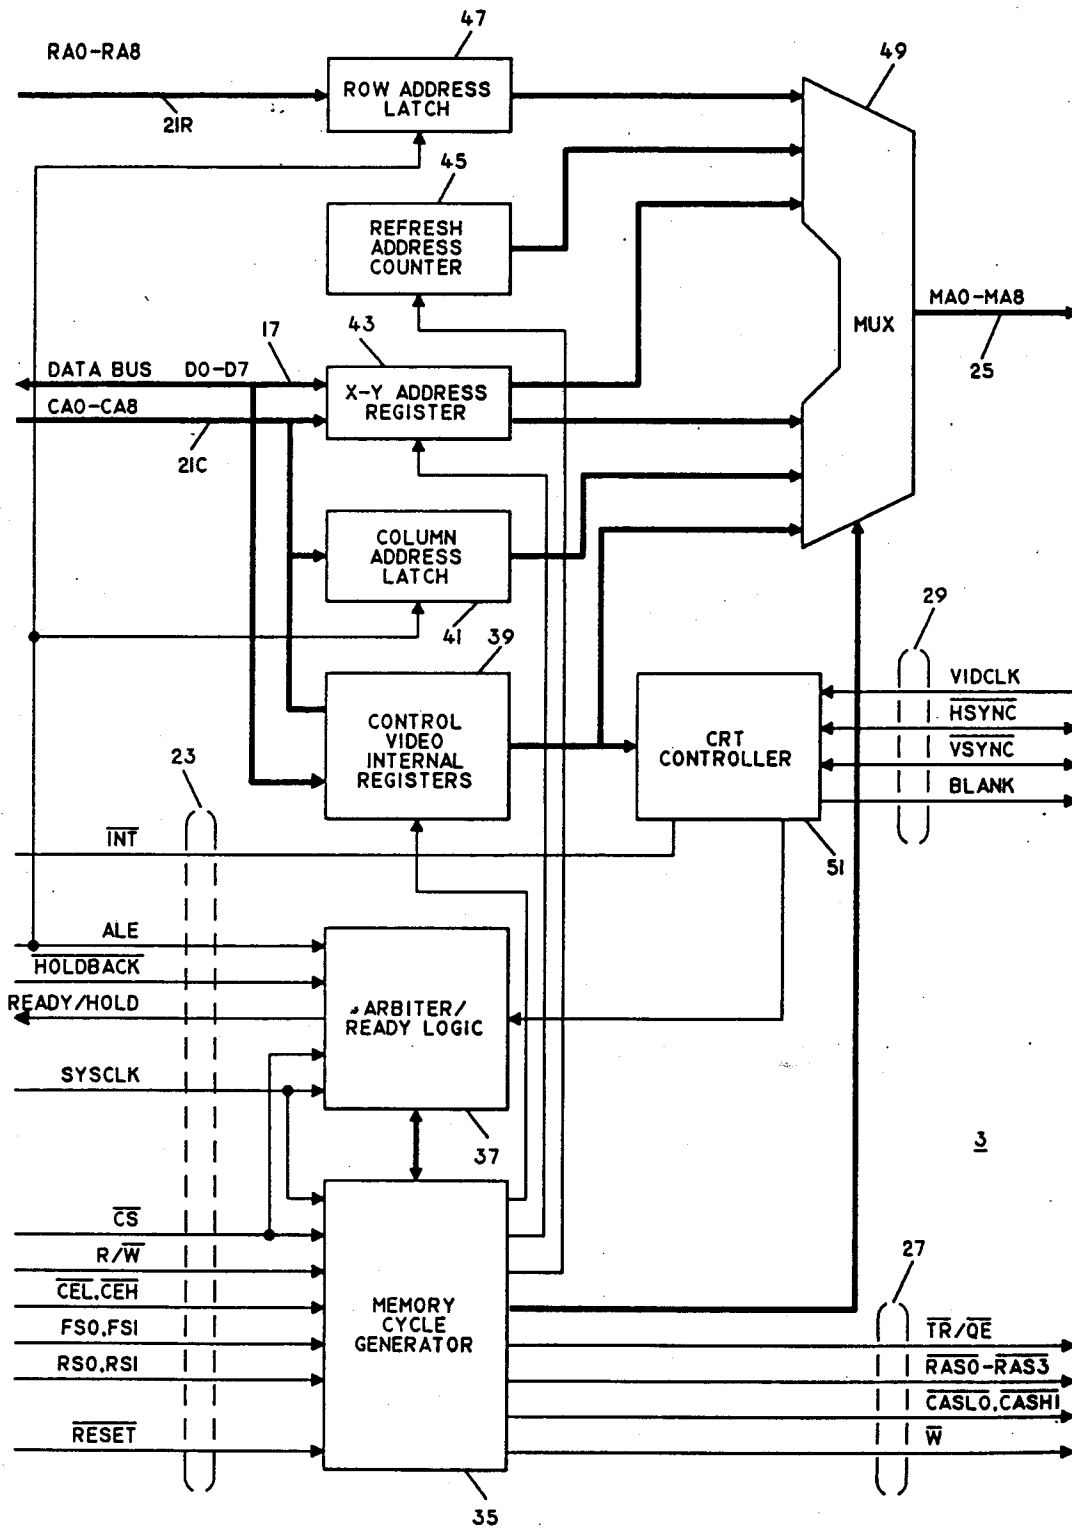 47
RA0-RA8
49
ROW ADDRESS
LATCH
21R
45
REFRESH
ADDRESS
COUNTER
MA0-MA8
MUX
17
43
25
DATA BUS D0-D7
X-Y ADDRESS
REGISTER
CA0-CA8
21C
COLUMN
ADDRESS
LATCH
29
41
39
VIDCLK
HSYNC
CONTROL
VIDEO
INTERNAL
REGISTERS
CRT
CONTROLLER
VSYNC
23
BLANK
INT
51
ALE
HOLDBACK
READY/HOLD
ARBITER/
READY LOGIC
SYSCLK
37
3
CS
R/W
27
CEL,CEH
MEMORY
CYCLE
GENERATOR
FS0,FS1
TR/QE
RS0,RS1
RAS0-RAS3
CASLO,CASHI
RESET
W
35